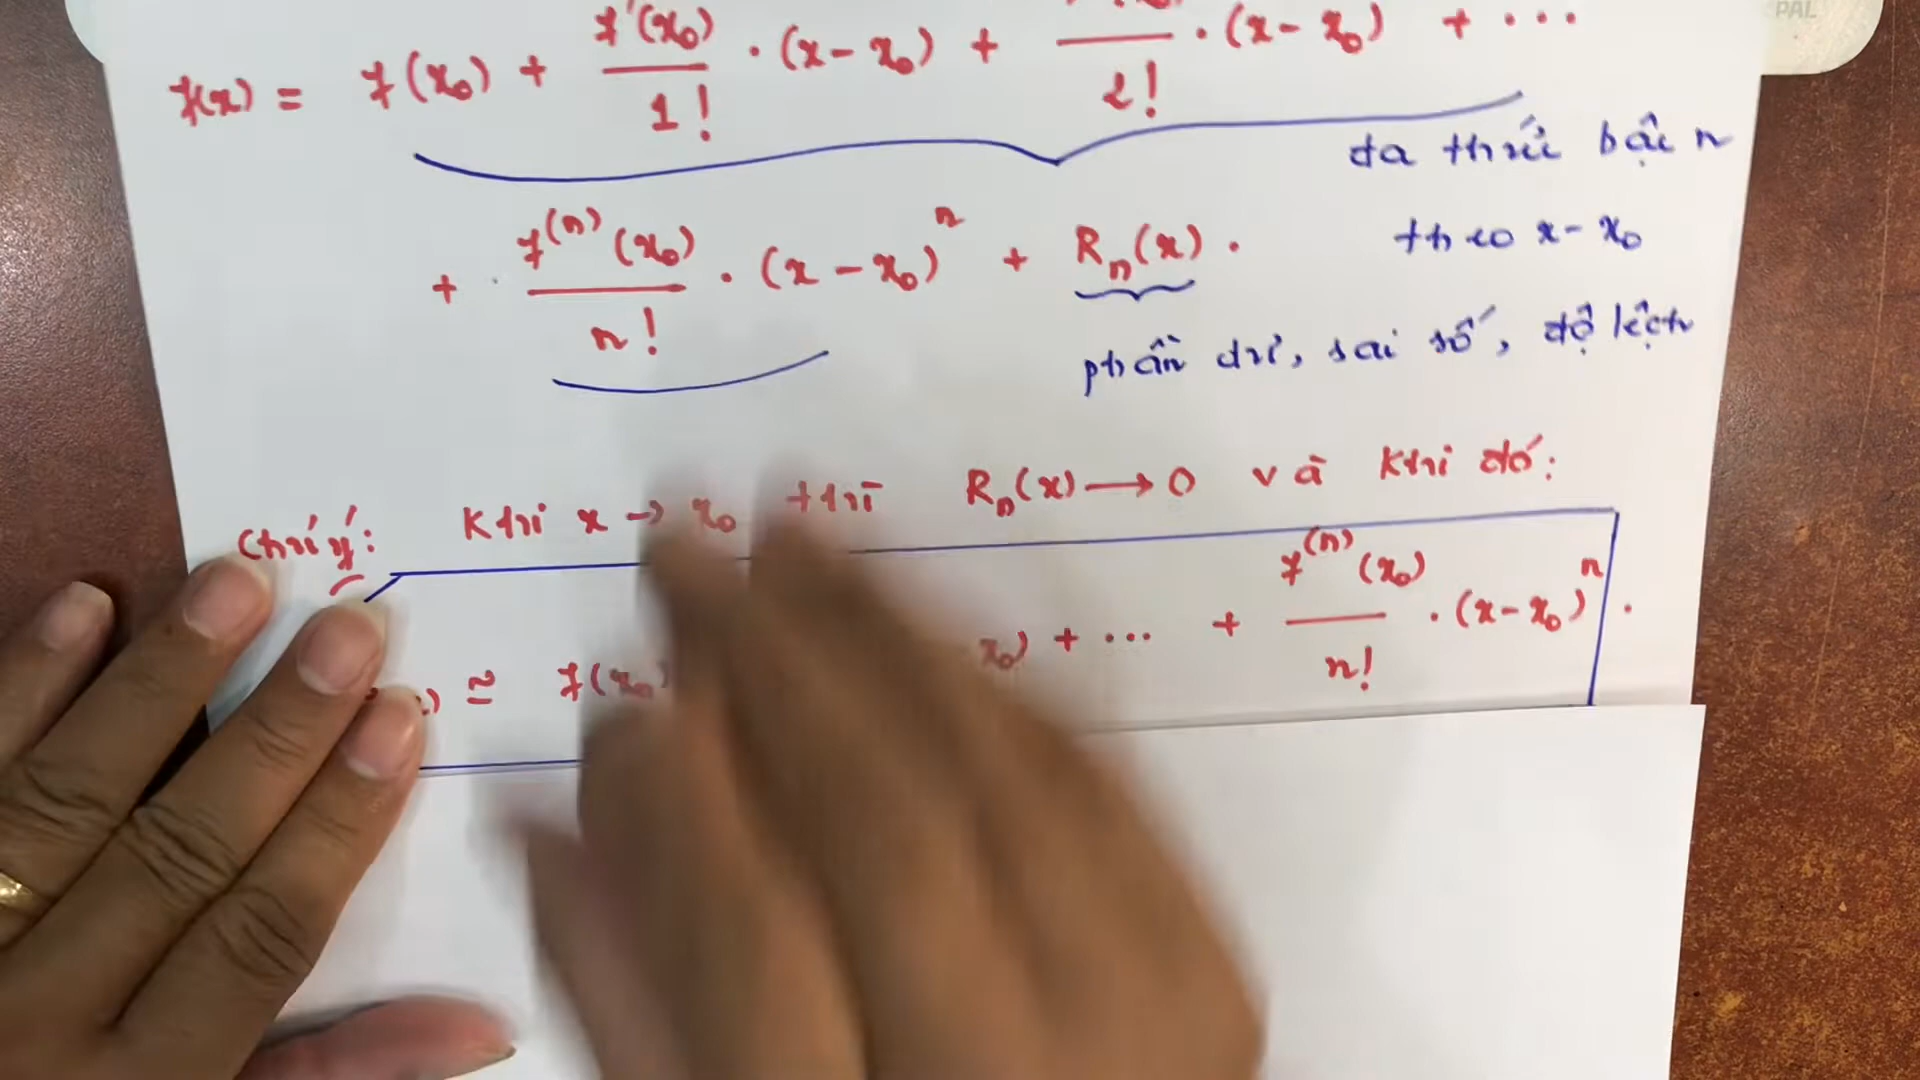 PAL
f(x) = f(x₀) + f'(x₀)/1! · (x - x₀) + /2! · (x - x₀) + ...
đa thức bậc n
+ f⁽ⁿ⁾(x₀)/n! · (x - x₀)ⁿ + Rₙ(x) .
theo x - x₀
phần dư, sai số, độ lệch
Chú ý: Khi x → x₀ thì Rₙ(x) → 0 và khi đó:
≃ f(x₀) x₀) + ... + f⁽ⁿ⁾(x₀)/n! · (x - x₀)ⁿ .